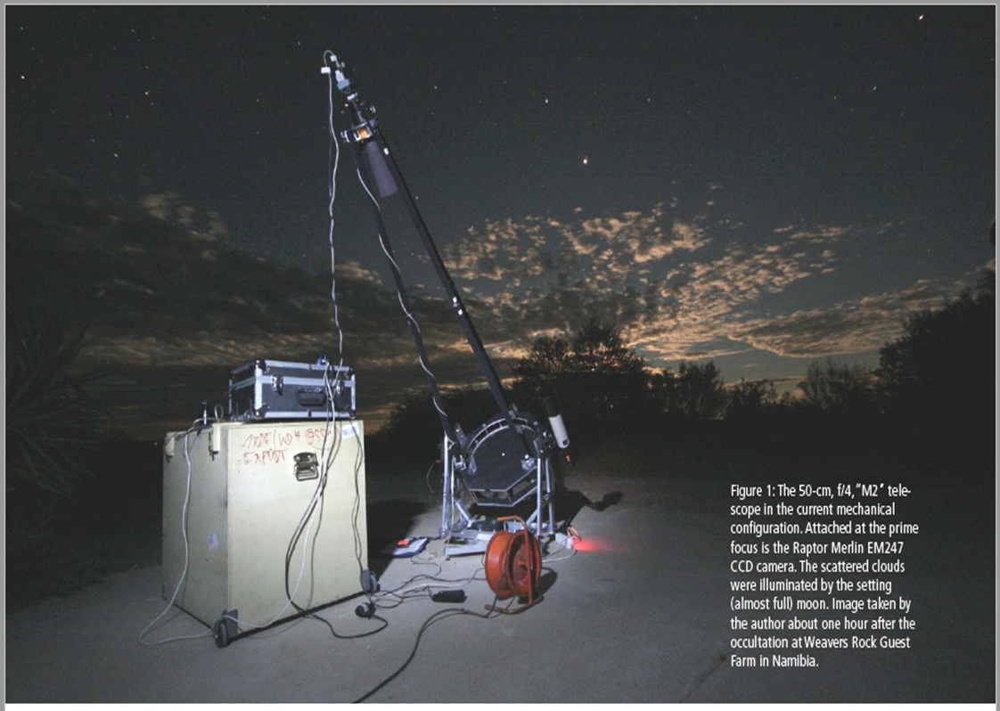 EXPODT
Figure 1: The 50-cm, f/4, "M2" tele-
scope in the current mechanical
configuration. Attached at the prime
focus is the Raptor Merlin EM247
CCD camera. The scattered clouds
were illuminated by the setting
(almost full) moon. Image taken by
the author about one hour after the
occultation at Weavers Rock Guest
Farm in Namibia.